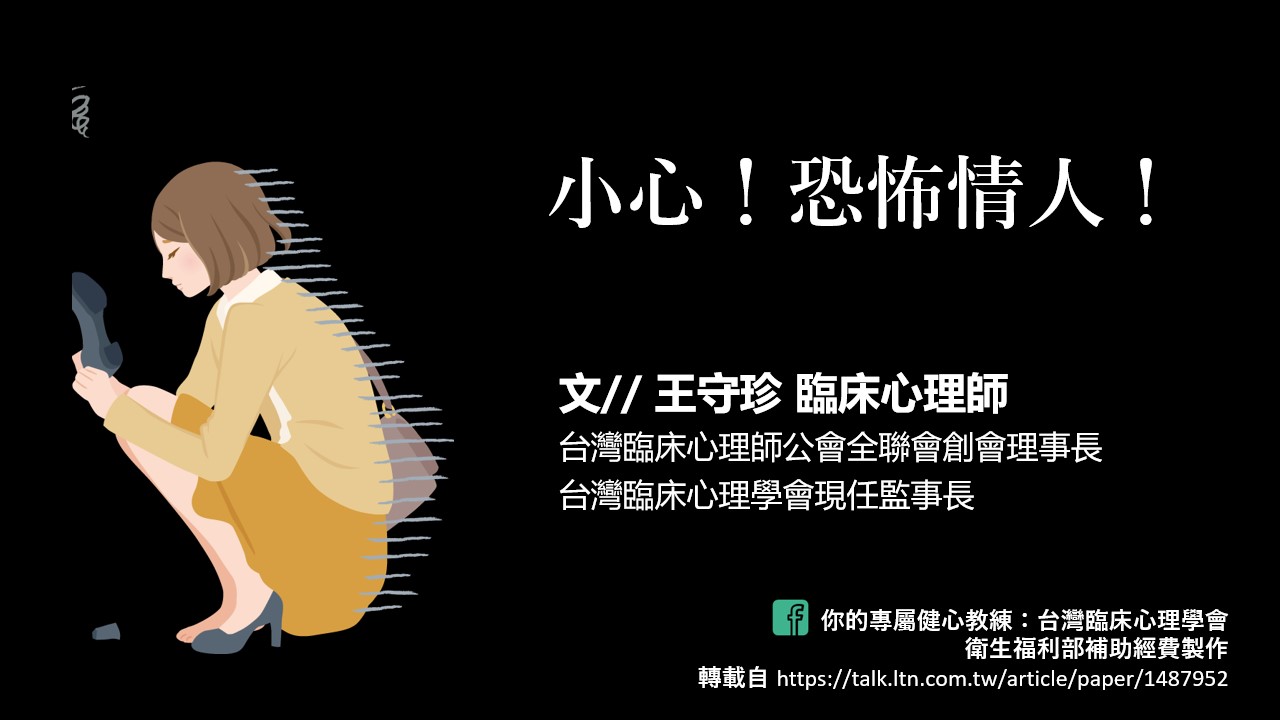 小心！恐怖情人！
文// 王守珍 臨床心理師
台灣臨床心理師公會全聯會創會理事長
台灣臨床心理學會現任監事長
你的專屬健心教練：台灣臨床心理學會
衛生福利部補助經費製作
轉載自 https://talk.ltn.com.tw/article/paper/1487952